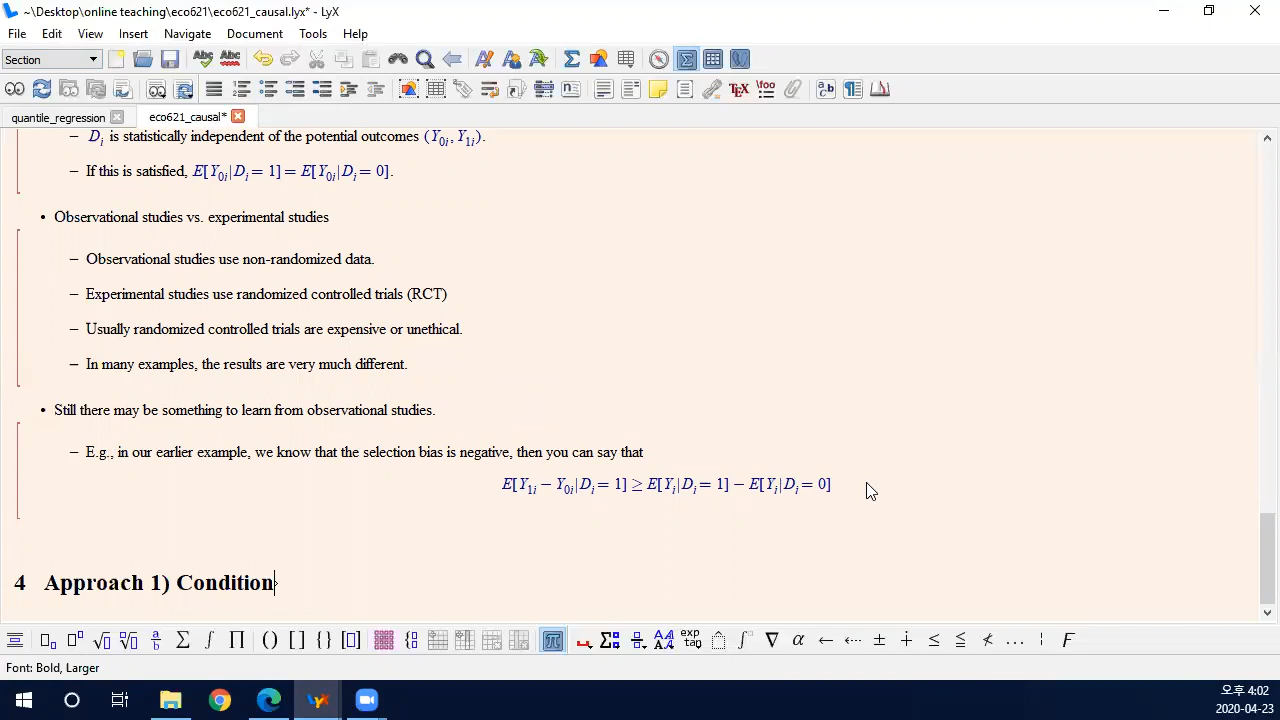 ~\Desktop\online teaching\eco621\eco621_causal.lyx* - LyX
File Edit View Insert Navigate Document Tools Help
Section
quantile_regression eco621_causal*
– D_i is statistically independent of the potential outcomes (Y_{0i}, Y_{1i}).
– If this is satisfied, E[Y_{0i}|D_i = 1] = E[Y_{0i}|D_i = 0].
• Observational studies vs. experimental studies
– Observational studies use non-randomized data.
– Experimental studies use randomized controlled trials (RCT)
– Usually randomized controlled trials are expensive or unethical.
– In many examples, the results are very much different.
• Still there may be something to learn from observational studies.
– E.g., in our earlier example, we know that the selection bias is negative, then you can say that
E[Y_{1i} − Y_{0i}|D_i = 1] ≥ E[Y_i|D_i = 1] − E[Y_i|D_i = 0]
4 Approach 1) Condition
Font: Bold, Larger
오후 4:02
2020-04-23